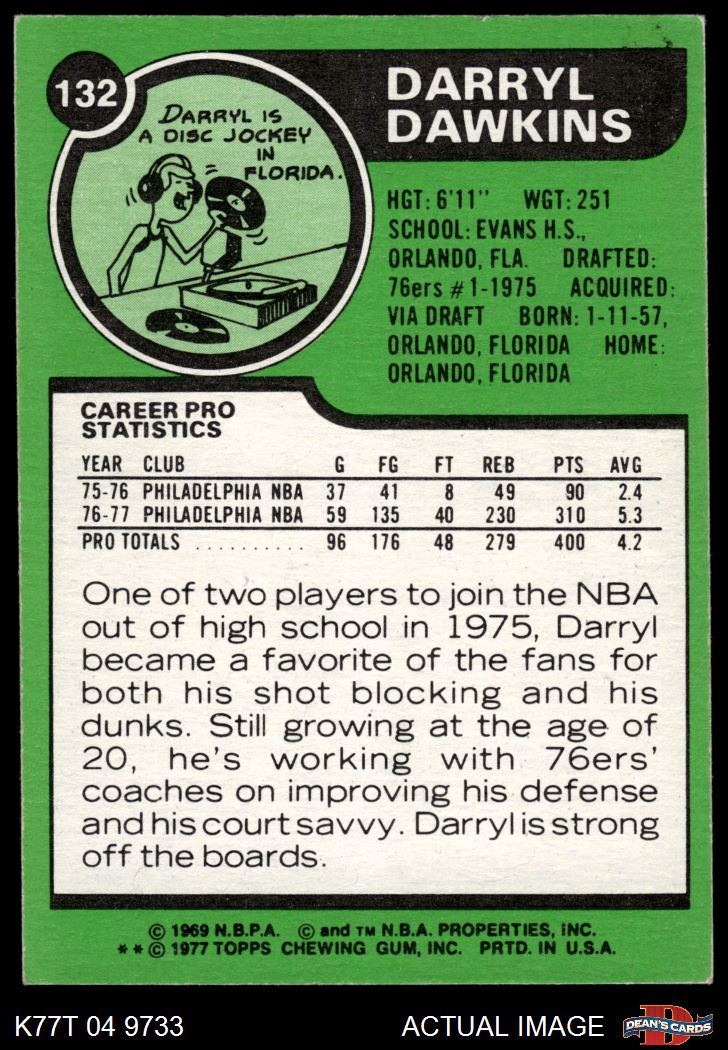 132
DARRYL
DAWKINS
DARRYL IS
A DISC JOCKEY
IN
FLORIDA.
HGT: 6'11" WGT: 251
SCHOOL: EVANS H.S.,
ORLANDO, FLA. DRAFTED:
76ers #1-1975 ACQUIRED:
VIA DRAFT BORN: 1-11-57,
ORLANDO, FLORIDA HOME:
ORLANDO, FLORIDA
CAREER PRO
STATISTICS
YEAR CLUB G FG FT REB PTS AVG
75-76 PHILADELPHIA NBA 37 41 8 49 90 2.4
76-77 PHILADELPHIA NBA 59 135 40 230 310 5.3
PRO TOTALS .......... 96 176 48 279 400 4.2
One of two players to join the NBA
out of high school in 1975, Darryl
became a favorite of the fans for
both his shot blocking and his
dunks. Still growing at the age of
20, he's working with 76ers'
coaches on improving his defense
and his court savvy. Darryl is strong
off the boards.
© 1969 N.B.P.A. © and TM N.B.A. PROPERTIES, INC.
**© 1977 TOPPS CHEWING GUM, INC. PRTD. IN U.S.A.
K77T 04 9733 ACTUAL IMAGE
D
DEAN'S CARDS